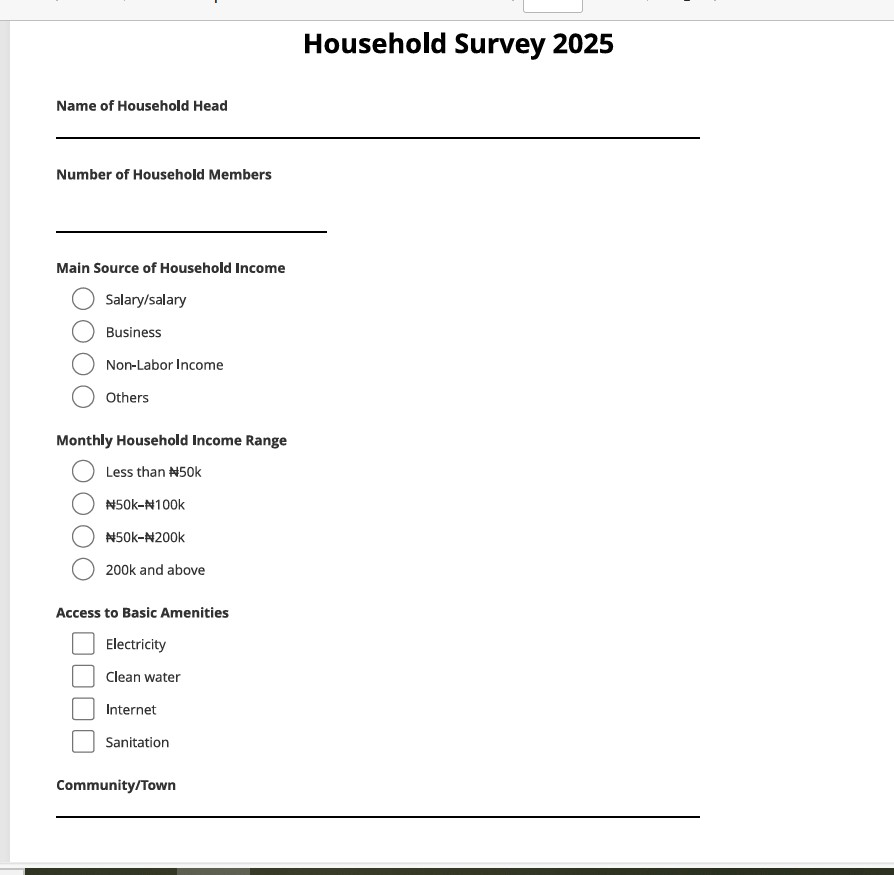 Household Survey 2025
Name of Household Head
Number of Household Members
Main Source of Household Income
Salary/salary
Business
Non-Labor Income
Others
Monthly Household Income Range
Less than ₦50k
₦50k–₦100k
₦50k–₦200k
200k and above
Access to Basic Amenities
Electricity
Clean water
Internet
Sanitation
Community/Town